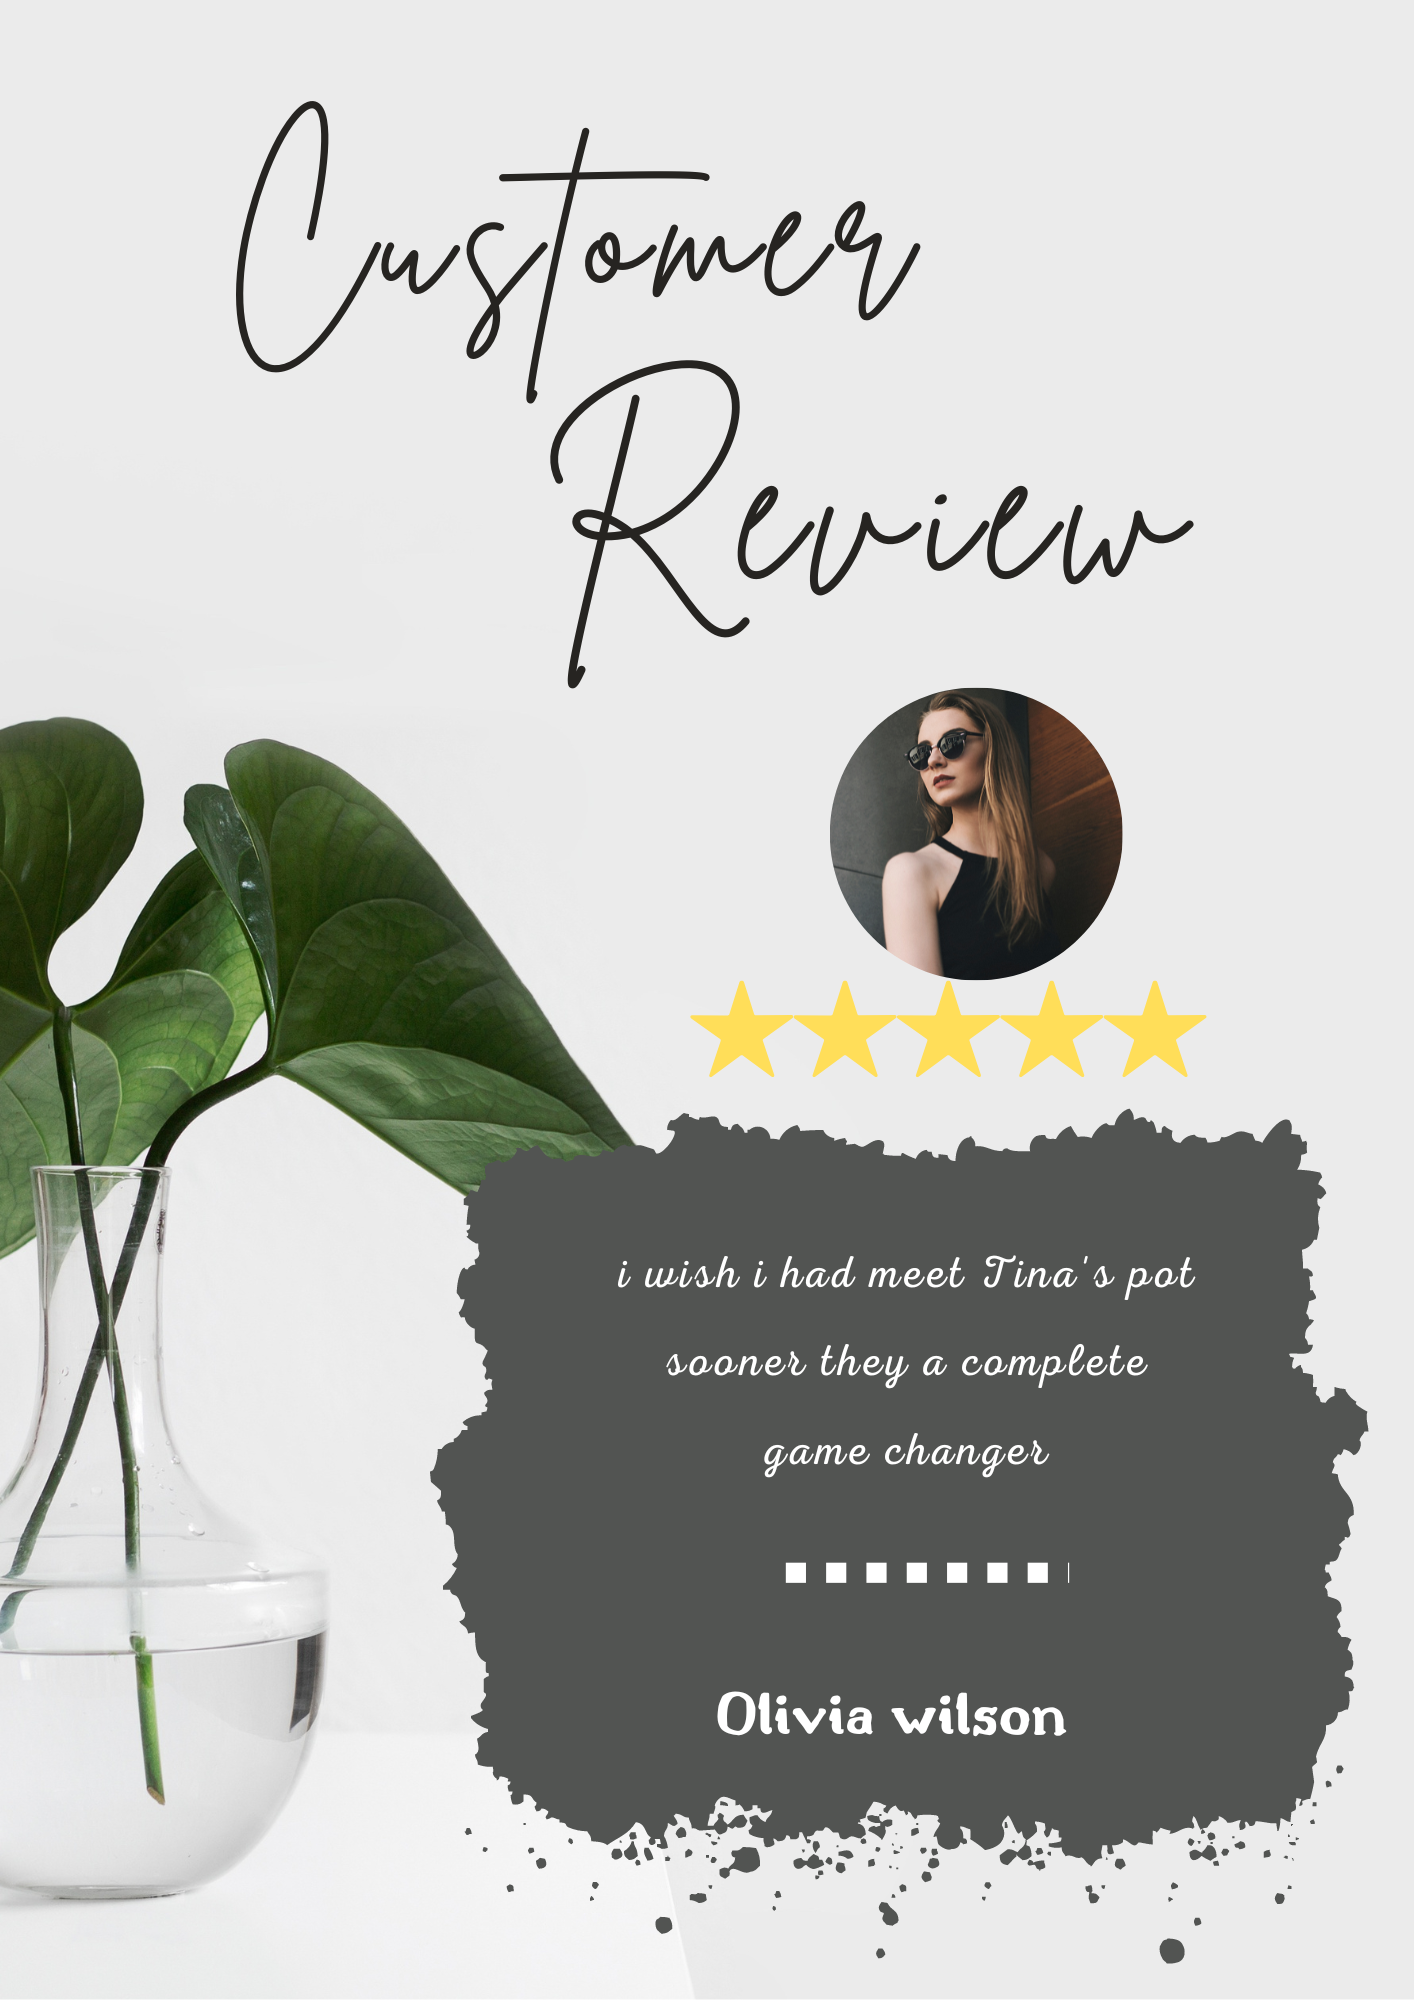 Customer
Review
i wish i had meet Tina's pot
sooner they a complete
game changer
Olivia wilson